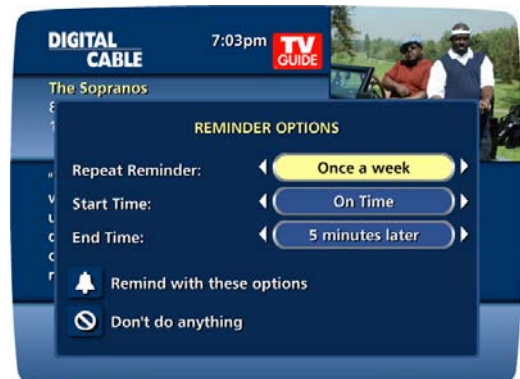 DIGITAL
CABLE
7:03pm
TV
GUIDE
The Sopranos
REMINDER OPTIONS
Repeat Reminder:
Once a week
Start Time:
On Time
End Time:
5 minutes later
Remind with these options
Don't do anything